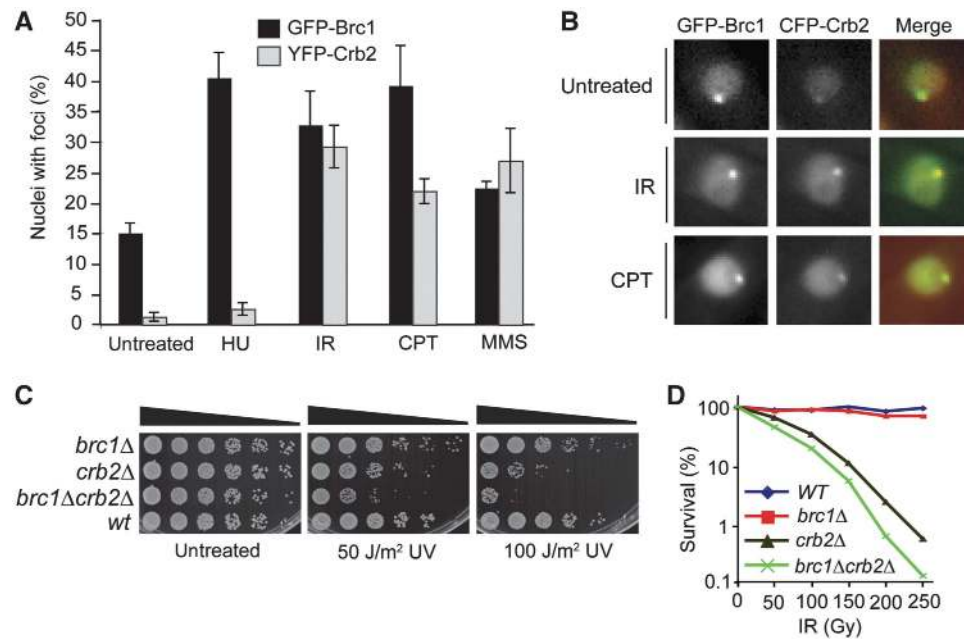 A
GFP-Brc1
YFP-Crb2
Nuclei with foci (%)
50
45
40
35
30
25
20
15
10
5
0
Untreated HU IR CPT MMS
B
GFP-Brc1 CFP-Crb2 Merge
Untreated
IR
CPT
C
brc1Δ
crb2Δ
brc1Δcrb2Δ
wt
Untreated 50 J/m² UV 100 J/m² UV
D
Survival (%)
100
10
1
0.1
WT
brc1Δ
crb2Δ
brc1Δcrb2Δ
0 50 100 150 200 250
IR (Gy)